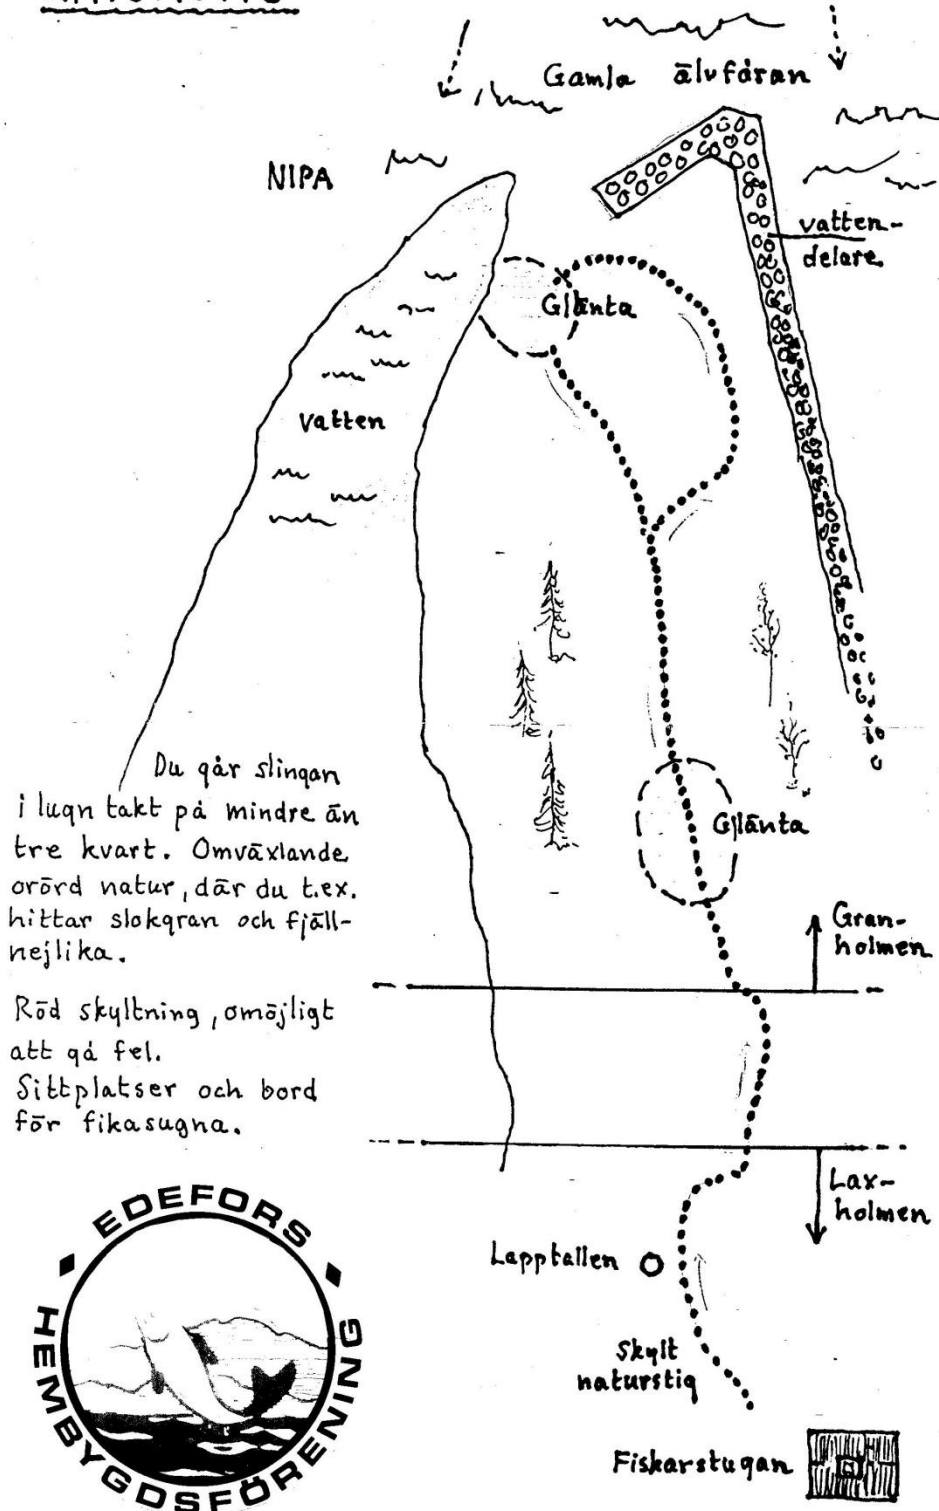 Gamla älvfåran
NIPA
vatten-
delare.
Glänta
vatten
Du går slingan
i lugn takt på mindre än
tre kvart. Omväxlande
orörd natur, där du t.ex.
hittar slokgran och fjäll-
nejlika.
Glänta
Gran-
holmen
Röd skyltning, omöjligt
att gå fel.
Sittplatser och bord
för fikasugna.
Lax-
holmen
Lapptallen
Skylt
naturstig
Fiskarstugan
EDEFORS
HEMBYGDSFÖRENING